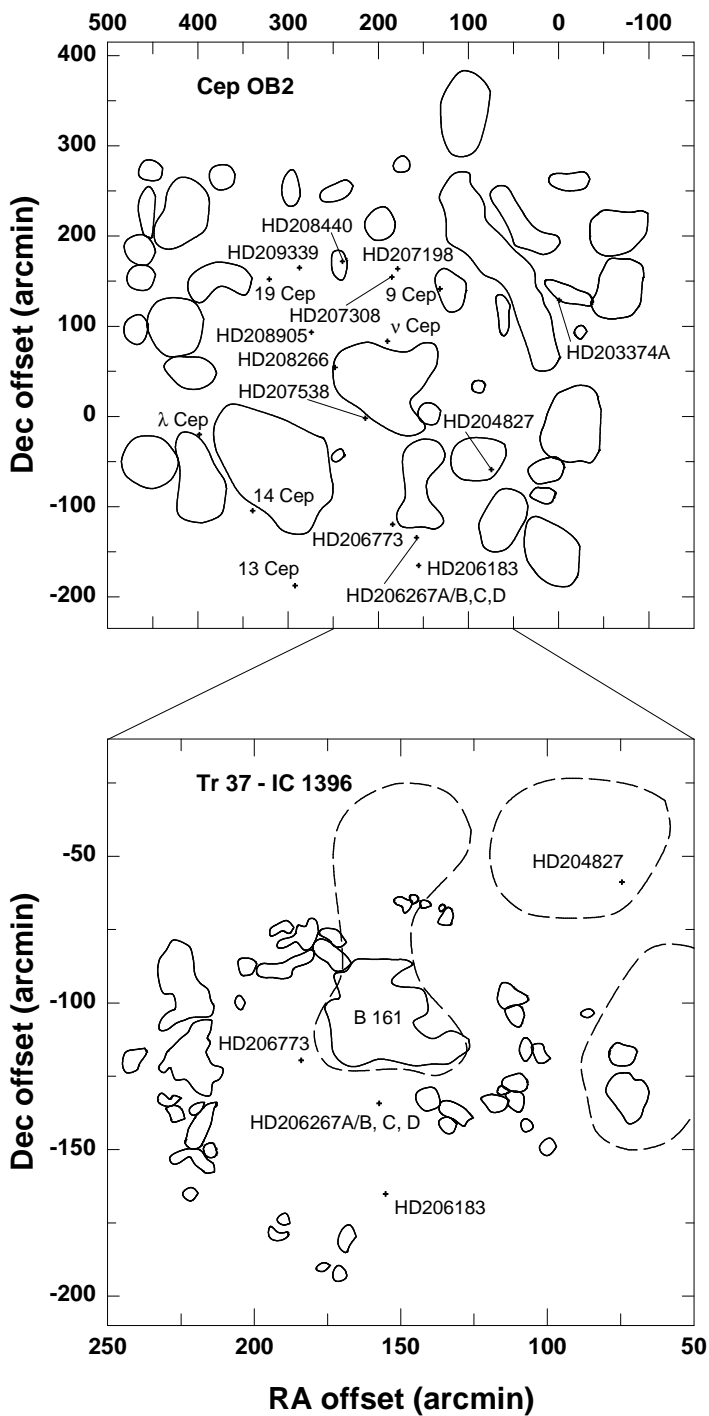 500 400 300 200 100 0 -100
400
Cep OB2
300
HD208440
200
HD209339 HD207198
19 Cep 9 Cep
HD207308
100
HD208905 ν Cep
HD203374A
HD208266
HD207538
0
λ Cep HD204827
14 Cep
-100
HD206773
13 Cep HD206183
HD206267A/B,C,D
-200
Dec offset (arcmin)
Tr 37 - IC 1396
-50
HD204827
-100
B 161
HD206773
HD206267A/B, C, D
-150
HD206183
-200
Dec offset (arcmin)
250 200 150 100 50
RA offset (arcmin)